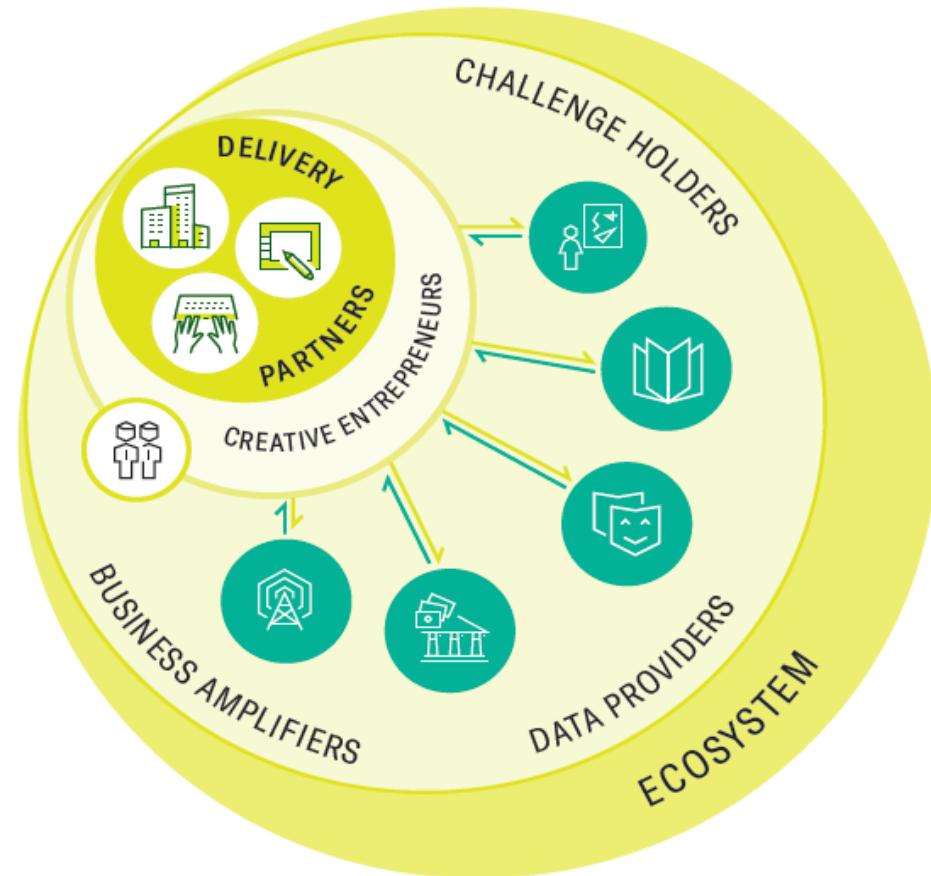 CHALLENGE HOLDERS
DELIVERY
PARTNERS
CREATIVE ENTREPRENEURS
BUSINESS AMPLIFIERS
DATA PROVIDERS
ECOSYSTEM